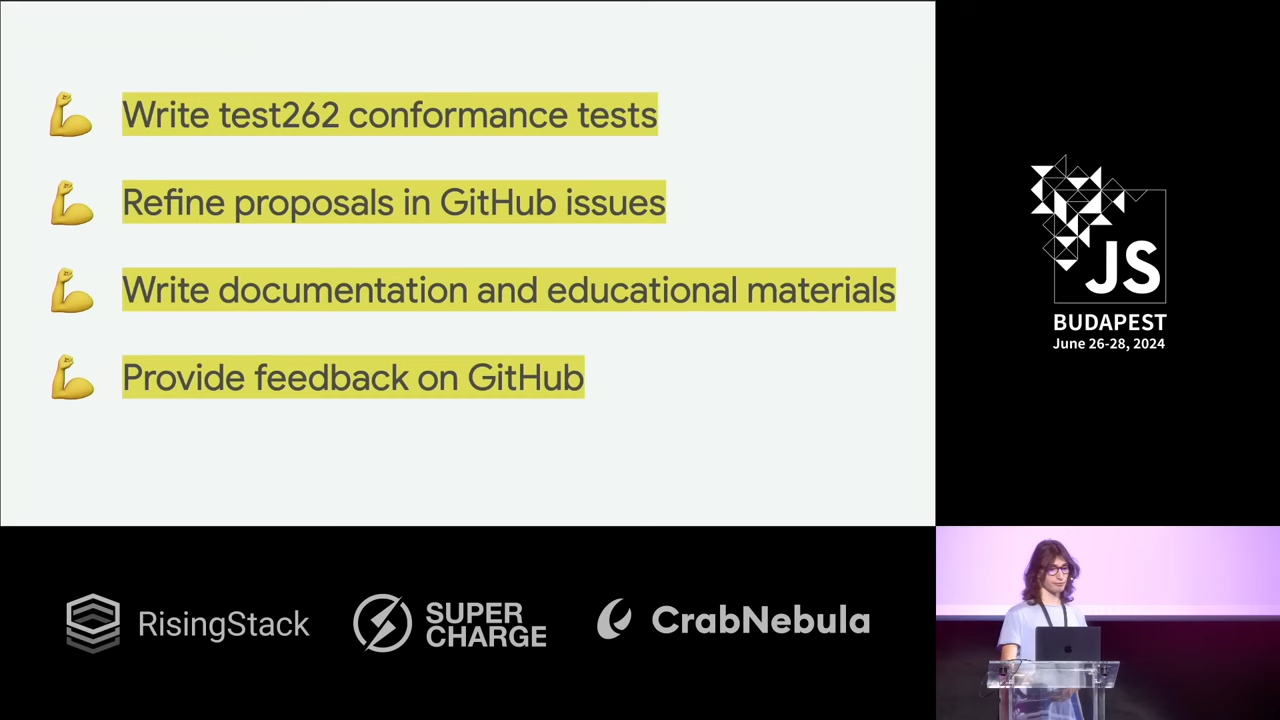 💪 Write test262 conformance tests
💪 Refine proposals in GitHub issues
💪 Write documentation and educational materials
💪 Provide feedback on GitHub
JS
BUDAPEST
June 26-28, 2024
RisingStack
SUPER
CHARGE
CrabNebula